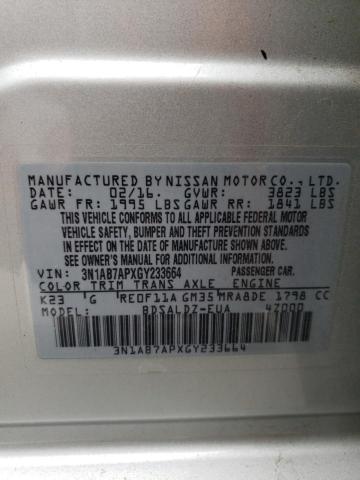 MANUFACTURED BY NISSAN MOTOR CO., LTD.
DATE: 02/16. GVWR: 3823 LBS
GAWR FR: 1995 LBS GAWR RR: 1841 LBS
THIS VEHICLE CONFORMS TO ALL APPLICABLE FEDERAL MOTOR
VEHICLE SAFETY, BUMPER AND THEFT PREVENTION STANDARDS
IN EFFECT ON THE DATE OF MANUFACTURE SHOWN ABOVE.
SEE OWNER'S MANUAL FOR ADDITIONAL INFORMATION.
VIN: 3N1AB7APXGY233664
COLOR TRIM TRANS AXLE ENGINE
K23 G RE0F11A GM35 MRA8DE 1798 CC
MODEL: BDSALDZ-EUA 4Z000
3N1AB7APXGY233664